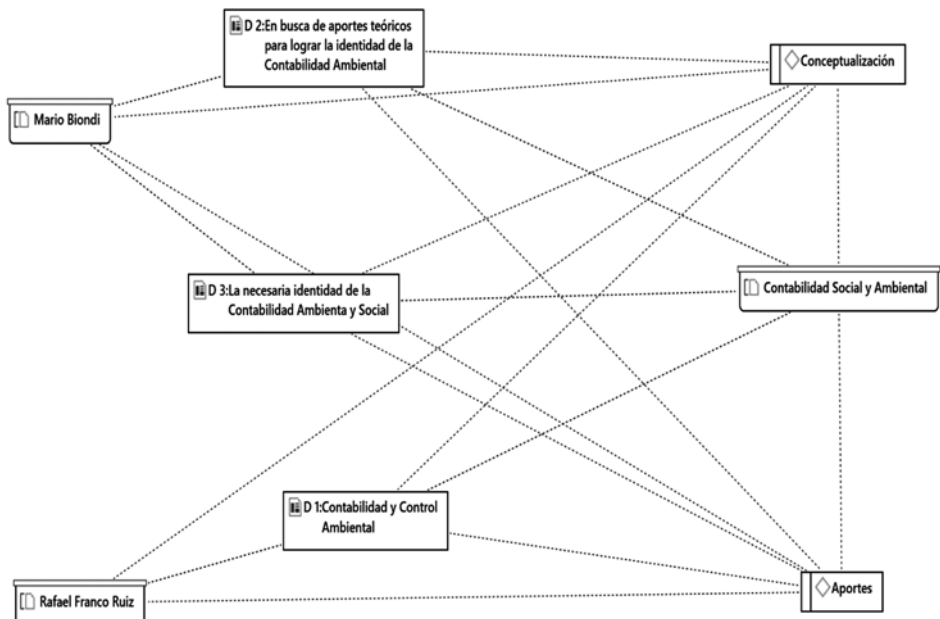 D 2:En busca de aportes teóricos
para lograr la identidad de la
Contabilidad Ambiental
Conceptualización
Mario Biondi
D 3:La necesaria identidad de la
Contabilidad Ambienta y Social
Contabilidad Social y Ambiental
D 1:Contabilidad y Control
Ambiental
Rafael Franco Ruiz
Aportes